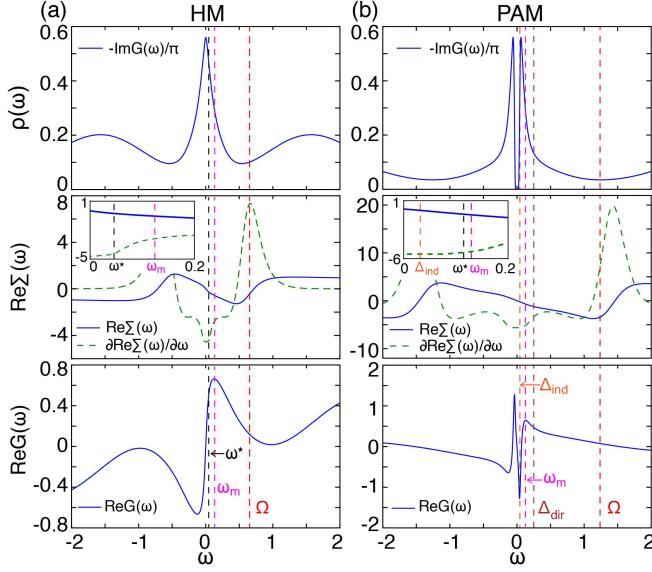 (a) HM
(b) PAM
-ImG(ω)/π
-ImG(ω)/π
ρ(ω)
0.6
0.4
0.2
0
0.6
0.4
0.2
0
ReΣ(ω)
8
4
0
-4
1
-5
0 ω* ωm 0.2
ReΣ(ω)
∂ReΣ(ω)/∂ω
20
10
0
-10
1
-6
0 Δind ω* ωm 0.2
ReΣ(ω)
∂ReΣ(ω)/∂ω
ReG(ω)
0.8
0.4
0
-0.4
-0.8
ω*
ωm
Ω
ReG(ω)
-2 -1 0 1 2
ω
2
1
0
-1
-2
Δind
ωm
Δdir
Ω
ReG(ω)
-2 -1 0 1 2
ω